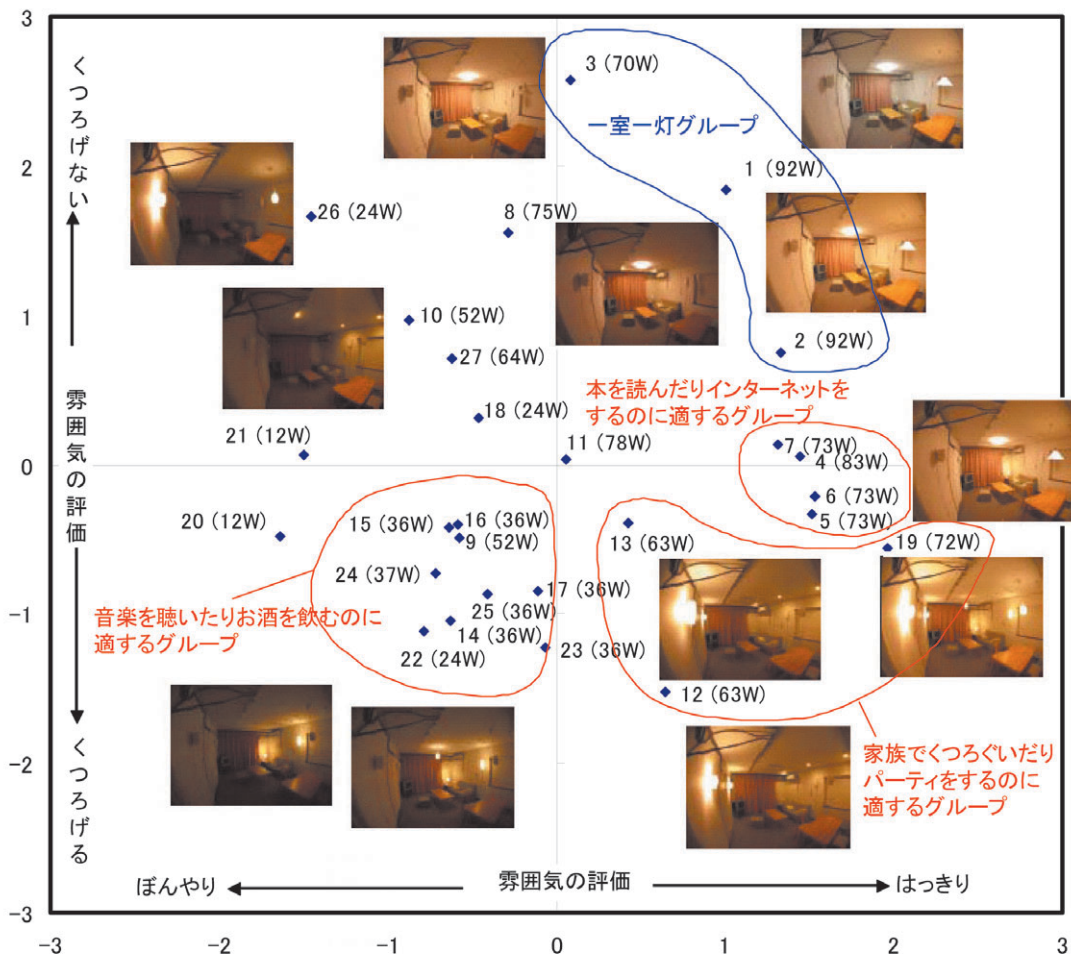 3
2
1
0
-1
-2
-3
-3
-2
-1
0
1
2
3
くつろげない
雰囲気の評価
くつろげる
3 (70W)
一室一灯グループ
1 (92W)
26 (24W)
8 (75W)
10 (52W)
27 (64W)
2 (92W)
18 (24W)
本を読んだりインターネットを
するのに適するグループ
21 (12W)
11 (78W)
7 (73W)
4 (83W)
6 (73W)
5 (73W)
20 (12W)
15 (36W)
16 (36W)
9 (52W)
13 (63W)
19 (72W)
24 (37W)
17 (36W)
25 (36W)
14 (36W)
22 (24W)
23 (36W)
音楽を聴いたりお酒を飲むのに
適するグループ
12 (63W)
家族でくつろぐいだり
パーティをするのに
適するグループ
ぼんやり
雰囲気の評価
はっきり